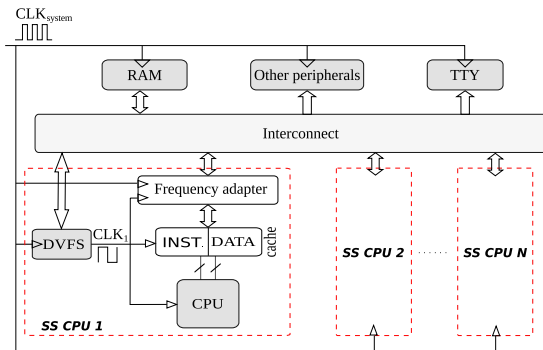 CLKsystem
RAM
Other peripherals
TTY
Interconnect
Frequency adapter
DVFS
CLK1
INST.
DATA
cache
CPU
SS CPU 1
SS CPU 2
......
SS CPU N